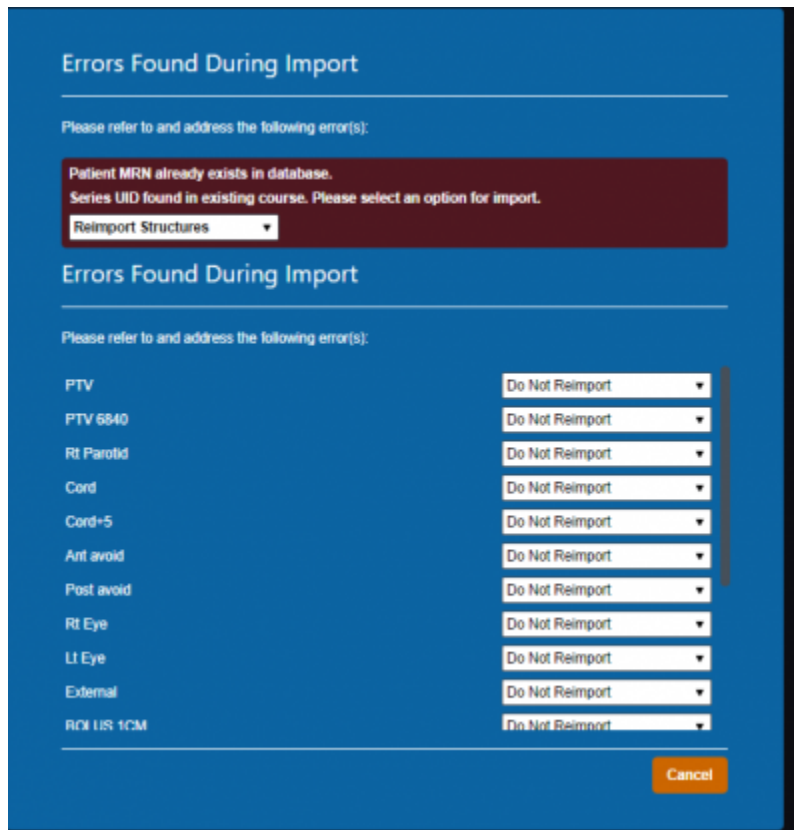 Errors Found During Import
Please refer to and address the following error(s):
Patient MRN already exists in database.
Series UID found in existing course. Please select an option for import.
Reimport Structures
Errors Found During Import
Please refer to and address the following error(s):
PTV Do Not Reimport
PTV 6840 Do Not Reimport
Rt Parotid Do Not Reimport
Cord Do Not Reimport
Cord+5 Do Not Reimport
Ant avoid Do Not Reimport
Post avoid Do Not Reimport
Rt Eye Do Not Reimport
Lt Eye Do Not Reimport
External Do Not Reimport
BOLUS 1CM Do Not Reimport
Cancel